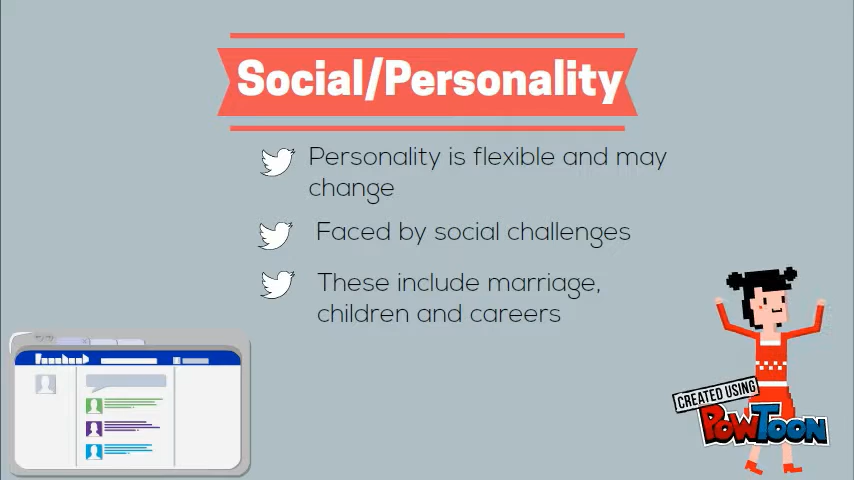 Social/Personality
Personality is flexible and may
change
Faced by social challenges
These include marriage,
children and careers
CREATED USING
POWTOON